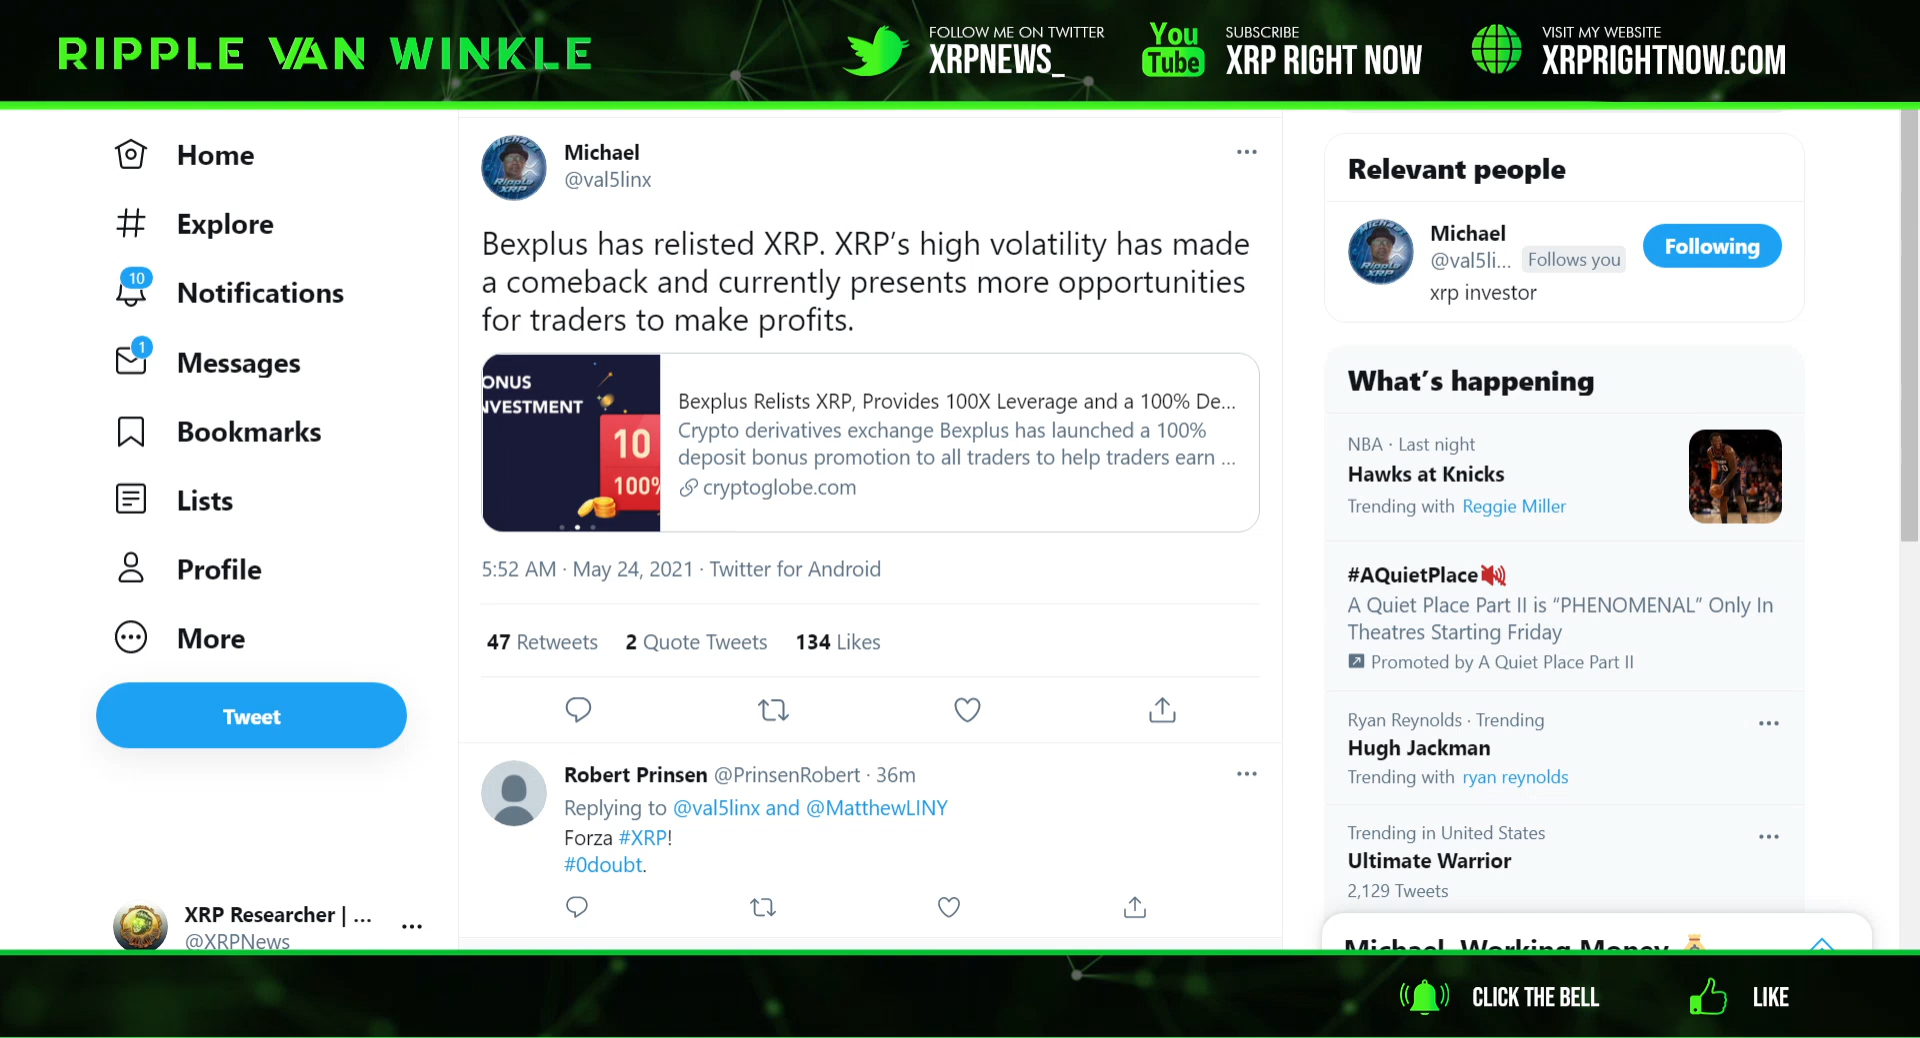 RIPPLE VAN WINKLE
FOLLOW ME ON TWITTER
XRPNEWS_
You
Tube
SUBSCRIBE
XRP RIGHT NOW
VISIT MY WEBSITE
XRPRIGHTNOW.COM
Home
Explore
10
Notifications
1
Messages
Bookmarks
Lists
Profile
More
Tweet
XRP Researcher | ...
@XRPNews
Michael
@val5linx
Bexplus has relisted XRP. XRP’s high volatility has made
a comeback and currently presents more opportunities
for traders to make profits.
ONUS
NVESTMENT
10
100%
Bexplus Relists XRP, Provides 100X Leverage and a 100% De...
Crypto derivatives exchange Bexplus has launched a 100%
deposit bonus promotion to all traders to help traders earn ...
cryptoglobe.com
5:52 AM · May 24, 2021 · Twitter for Android
47 Retweets 2 Quote Tweets 134 Likes
Robert Prinsen @PrinsenRobert · 36m
Replying to @val5linx and @MatthewLINY
Forza #XRP!
#0doubt.
Relevant people
Michael
@val5li... Follows you
Following
xrp investor
What’s happening
NBA · Last night
Hawks at Knicks
Trending with Reggie Miller
#AQuietPlace
A Quiet Place Part II is “PHENOMENAL” Only In
Theatres Starting Friday
Promoted by A Quiet Place Part II
Ryan Reynolds · Trending
Hugh Jackman
Trending with ryan reynolds
Trending in United States
Ultimate Warrior
2,129 Tweets
Michael, Working Money
CLICK THE BELL
LIKE